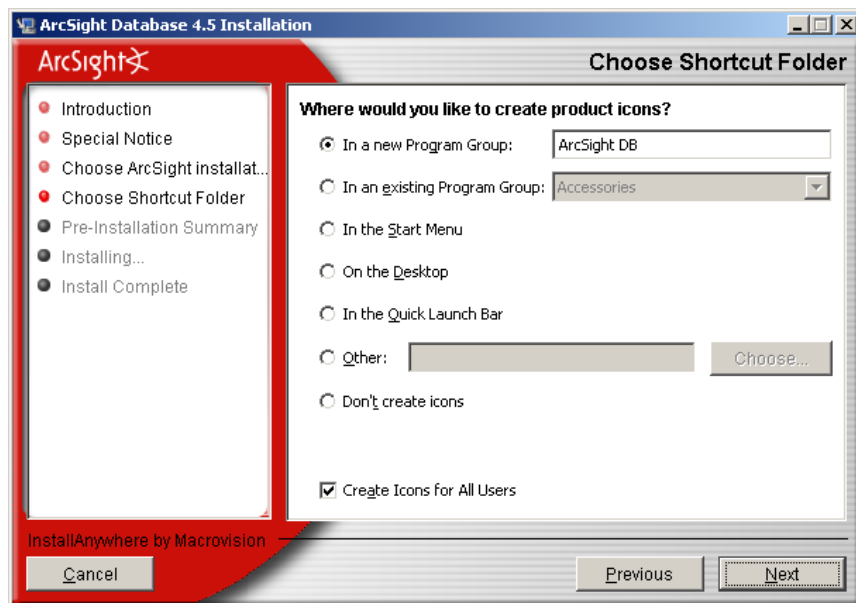 ArcSight Database 4.5 Installation
ArcSight
Choose Shortcut Folder
Introduction
Special Notice
Choose ArcSight installat...
Choose Shortcut Folder
Pre-Installation Summary
Installing...
Install Complete
Where would you like to create product icons?
In a new Program Group: ArcSight DB
In an existing Program Group: Accessories
In the Start Menu
On the Desktop
In the Quick Launch Bar
Other: Choose...
Don't create icons
Create Icons for All Users
InstallAnywhere by Macrovision
Cancel Previous Next